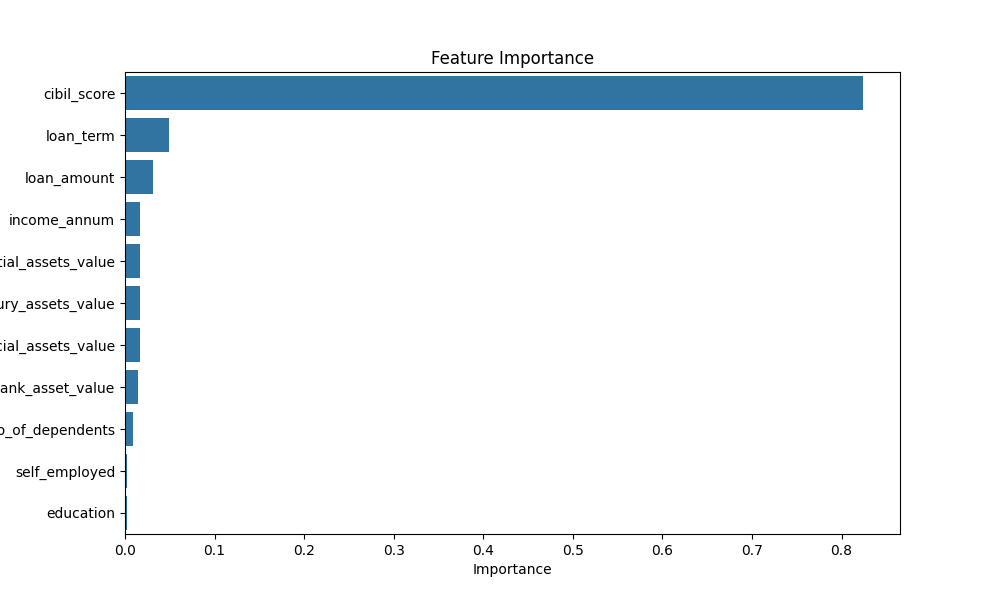 Feature Importance
cibil_score
loan_term
loan_amount
income_annum
tial_assets_value
ury_assets_value
cial_assets_value
ank_asset_value
o_of_dependents
self_employed
education
0.0 0.1 0.2 0.3 0.4 0.5 0.6 0.7 0.8
Importance